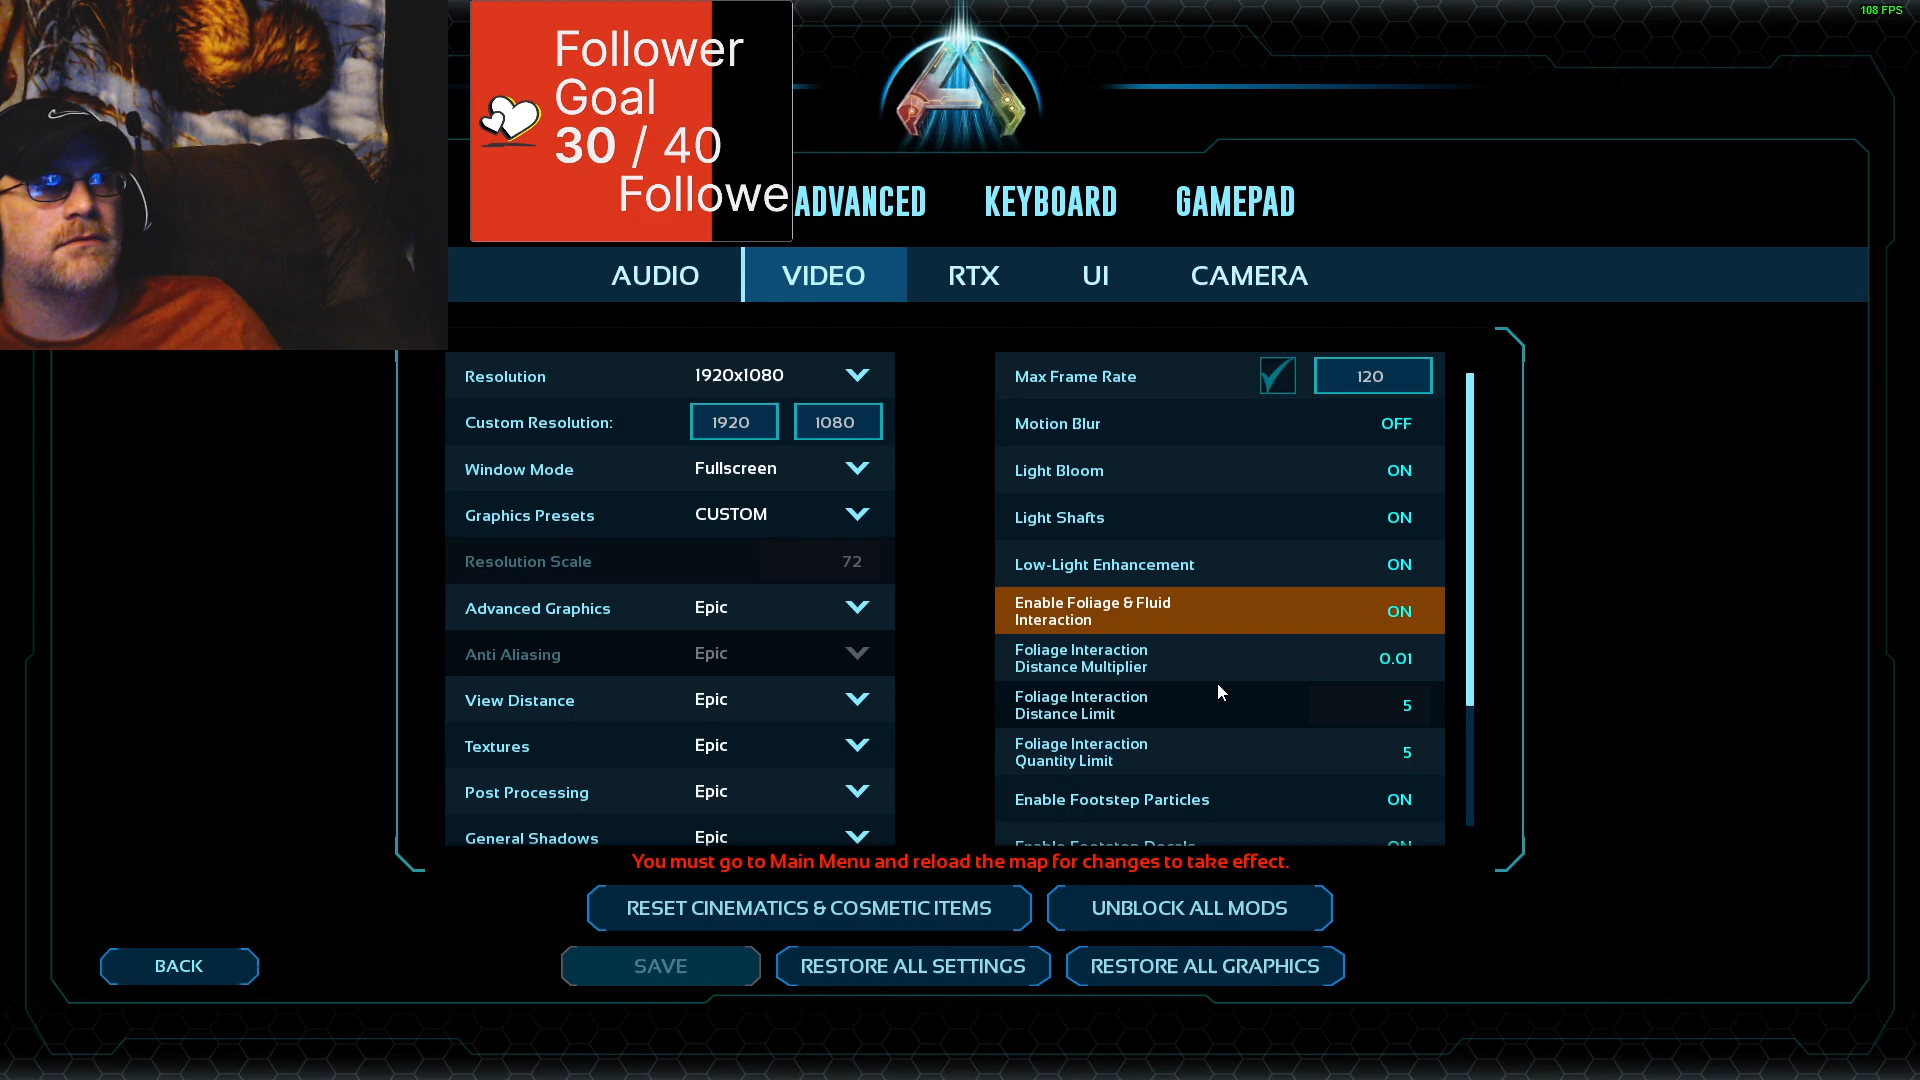 108 FPS
Follower
Goal
30 / 40
Followe
ADVANCED KEYBOARD GAMEPAD
AUDIO VIDEO RTX UI CAMERA
Resolution 1920x1080
Custom Resolution: 1920 1080
Window Mode Fullscreen
Graphics Presets CUSTOM
Resolution Scale 72
Advanced Graphics Epic
Anti Aliasing Epic
View Distance Epic
Textures Epic
Post Processing Epic
General Shadows Epic
Max Frame Rate 120
Motion Blur OFF
Light Bloom ON
Light Shafts ON
Low-Light Enhancement ON
Enable Foliage & Fluid
Interaction ON
Foliage Interaction
Distance Multiplier 0.01
Foliage Interaction
Distance Limit 5
Foliage Interaction
Quantity Limit 5
Enable Footstep Particles ON
Enable Footstep Decals ON
You must go to Main Menu and reload the map for changes to take effect.
RESET CINEMATICS & COSMETIC ITEMS UNBLOCK ALL MODS
BACK SAVE RESTORE ALL SETTINGS RESTORE ALL GRAPHICS